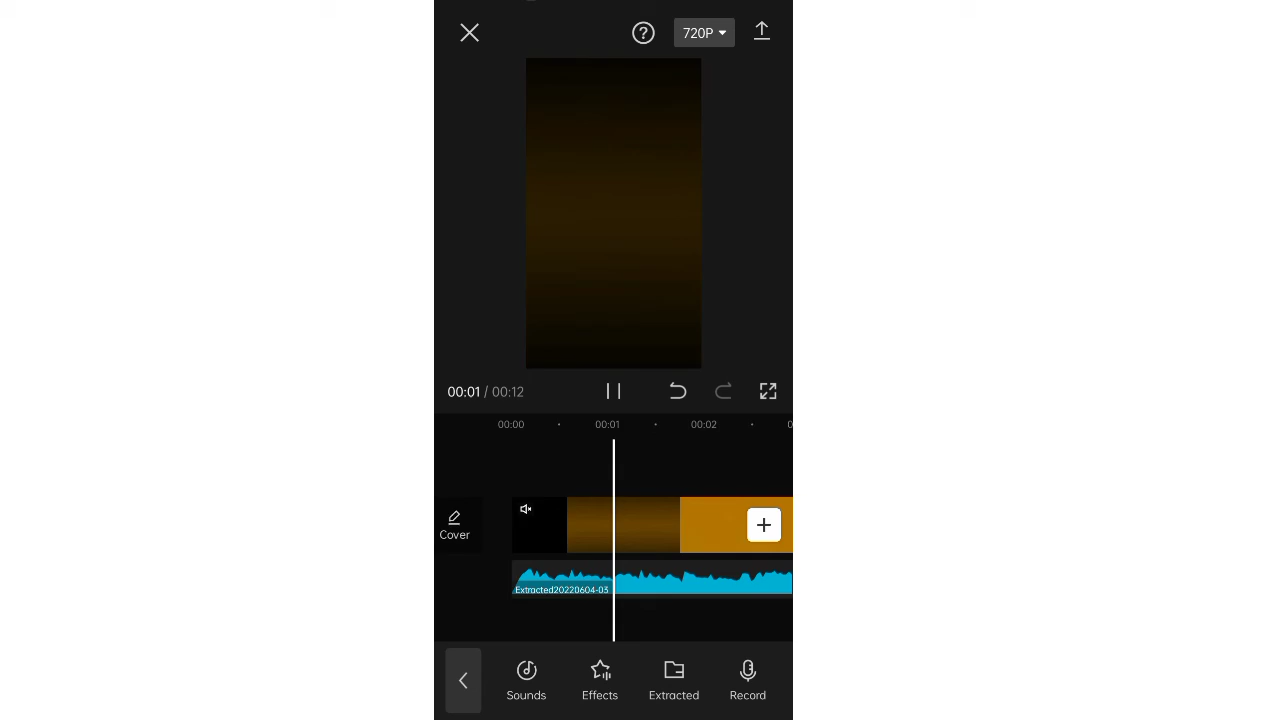 720P
00:01 / 00:12
00:00 00:01 00:02
Cover
Extracted20220604-03
Sounds Effects Extracted Record